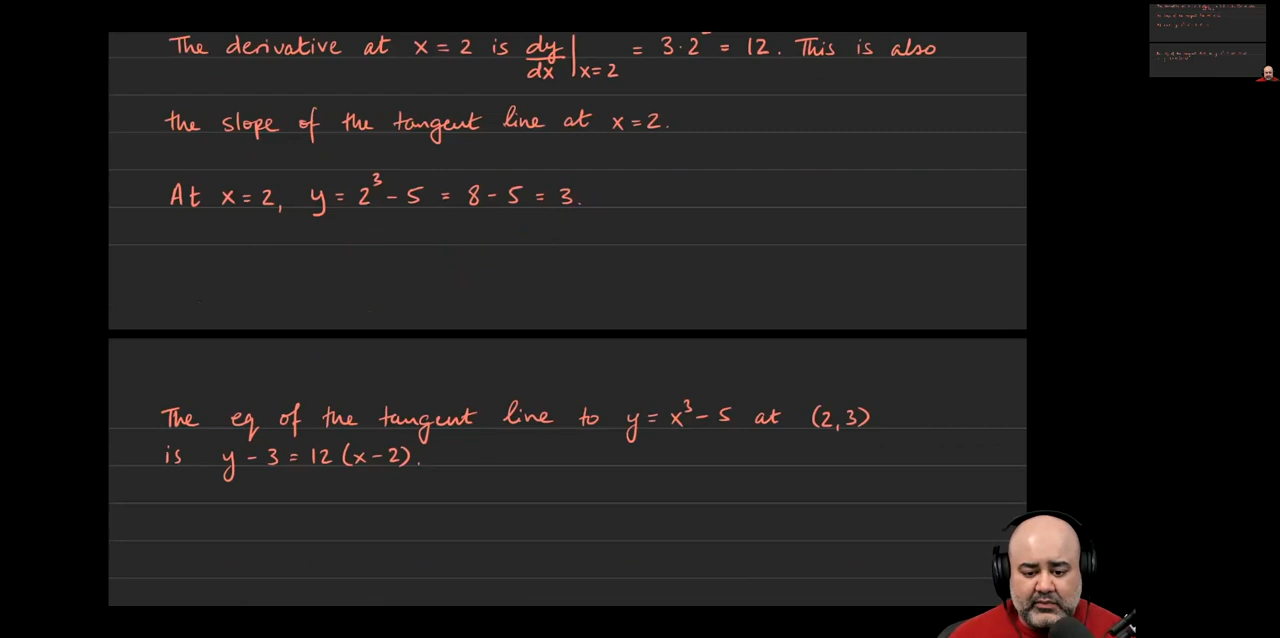 The derivative at x = 2 is dy/dx |x=2 = 3·2² = 12. This is also
the slope of the tangent line at x = 2.
At x = 2, y = 2³ - 5 = 8 - 5 = 3.
The eq of the tangent line to y = x³ - 5 at (2,3)
is y - 3 = 12 (x - 2).